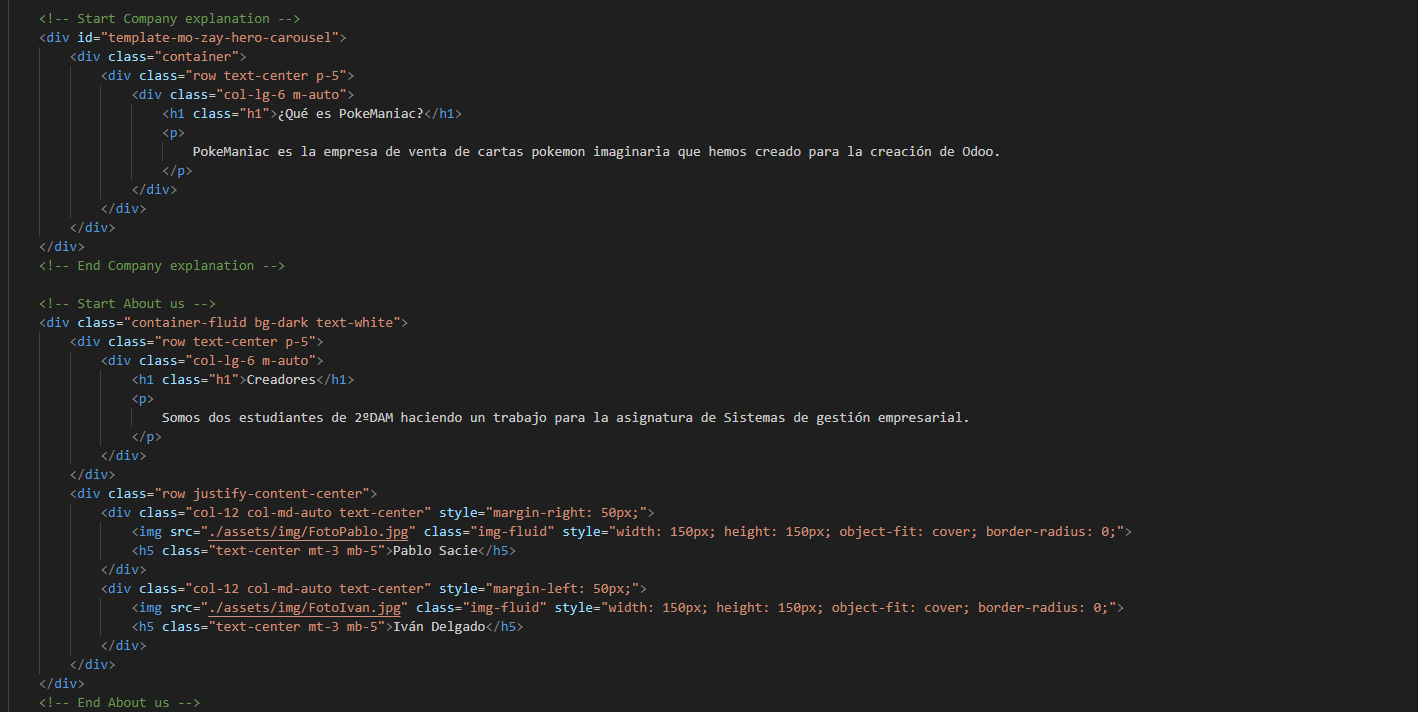 <!-- Start Company explanation -->
<div id="template-mo-zay-hero-carousel">
<div class="container">
<div class="row text-center p-5">
<div class="col-lg-6 m-auto">
<h1 class="h1">¿Qué es PokeManiac?</h1>
<p>
PokeManiac es la empresa de venta de cartas pokemon imaginaria que hemos creado para la creación de Odoo.
</p>
</div>
</div>
</div>
</div>
<!-- End Company explanation -->
<!-- Start About us -->
<div class="container-fluid bg-dark text-white">
<div class="row text-center p-5">
<div class="col-lg-6 m-auto">
<h1 class="h1">Creadores</h1>
<p>
Somos dos estudiantes de 2ºDAM haciendo un trabajo para la asignatura de Sistemas de gestión empresarial.
</p>
</div>
</div>
<div class="row justify-content-center">
<div class="col-12 col-md-auto text-center" style="margin-right: 50px;">
<img src="./assets/img/FotoPablo.jpg" class="img-fluid" style="width: 150px; height: 150px; object-fit: cover; border-radius: 0;">
<h5 class="text-center mt-3 mb-5">Pablo Sacie</h5>
</div>
<div class="col-12 col-md-auto text-center" style="margin-left: 50px;">
<img src="./assets/img/FotoIvan.jpg" class="img-fluid" style="width: 150px; height: 150px; object-fit: cover; border-radius: 0;">
<h5 class="text-center mt-3 mb-5">Iván Delgado</h5>
</div>
</div>
</div>
<!-- End About us -->